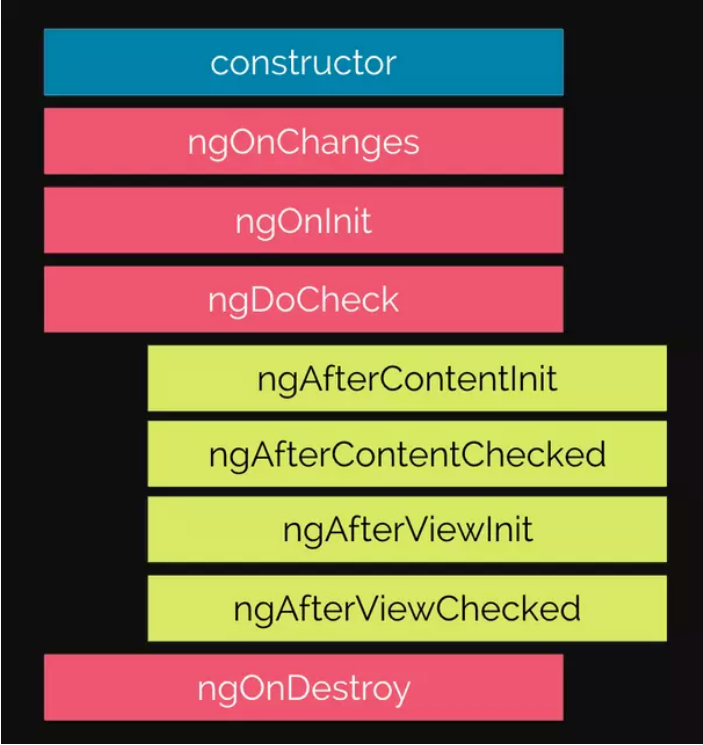 constructor
ngOnChanges
ngOnInit
ngDoCheck
ngAfterContentInit
ngAfterContentChecked
ngAfterViewInit
ngAfterViewChecked
ngOnDestroy